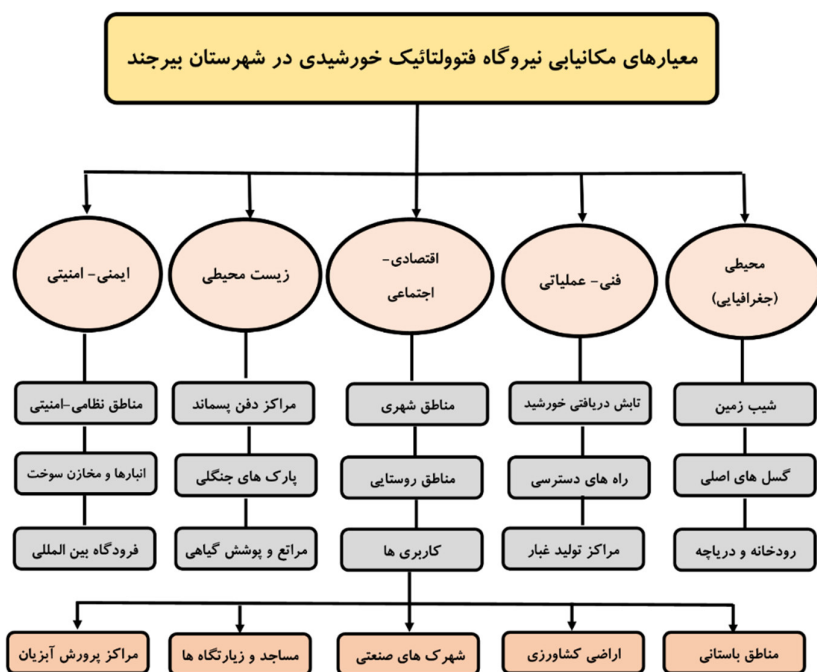 معیارهای مکانیابی نیروگاه فتوولتائیک خورشیدی در شهرستان بیرجند
محیطی
(جغرافیایی)
فنی- عملیاتی
اقتصادی-
اجتماعی
زیست محیطی
ایمنی- امنیتی
شیب زمین
تابش دریافتی خورشید
مناطق شهری
مراکز دفن پسماند
مناطق نظامی-امنیتی
گسل های اصلی
راه های دسترسی
مناطق روستایی
پارک های جنگلی
انبارها و مخازن سوخت
رودخانه و دریاچه
مراکز تولید غبار
کاربری ها
مراتع و پوشش گیاهی
فرودگاه بین المللی
مناطق باستانی
اراضی کشاورزی
شهرک های صنعتی
مساجد و زیارتگاه ها
مراکز پرورش آبزیان